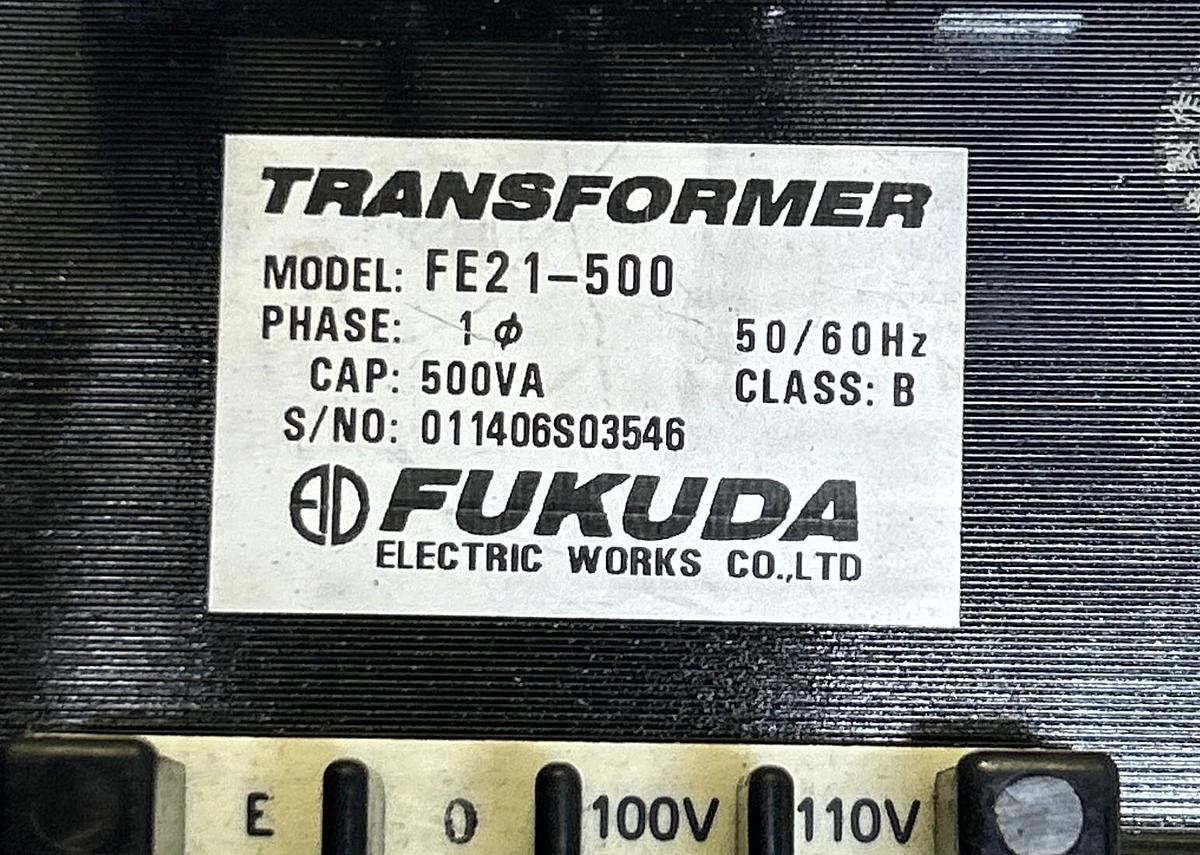 TRANSFORMER
MODEL: FE21-500
PHASE: 1φ 50/60Hz
CAP: 500VA CLASS: B
S/NO: 011406S03546
FUKUDA
ELECTRIC WORKS CO.,LTD
E 0 100V 110V